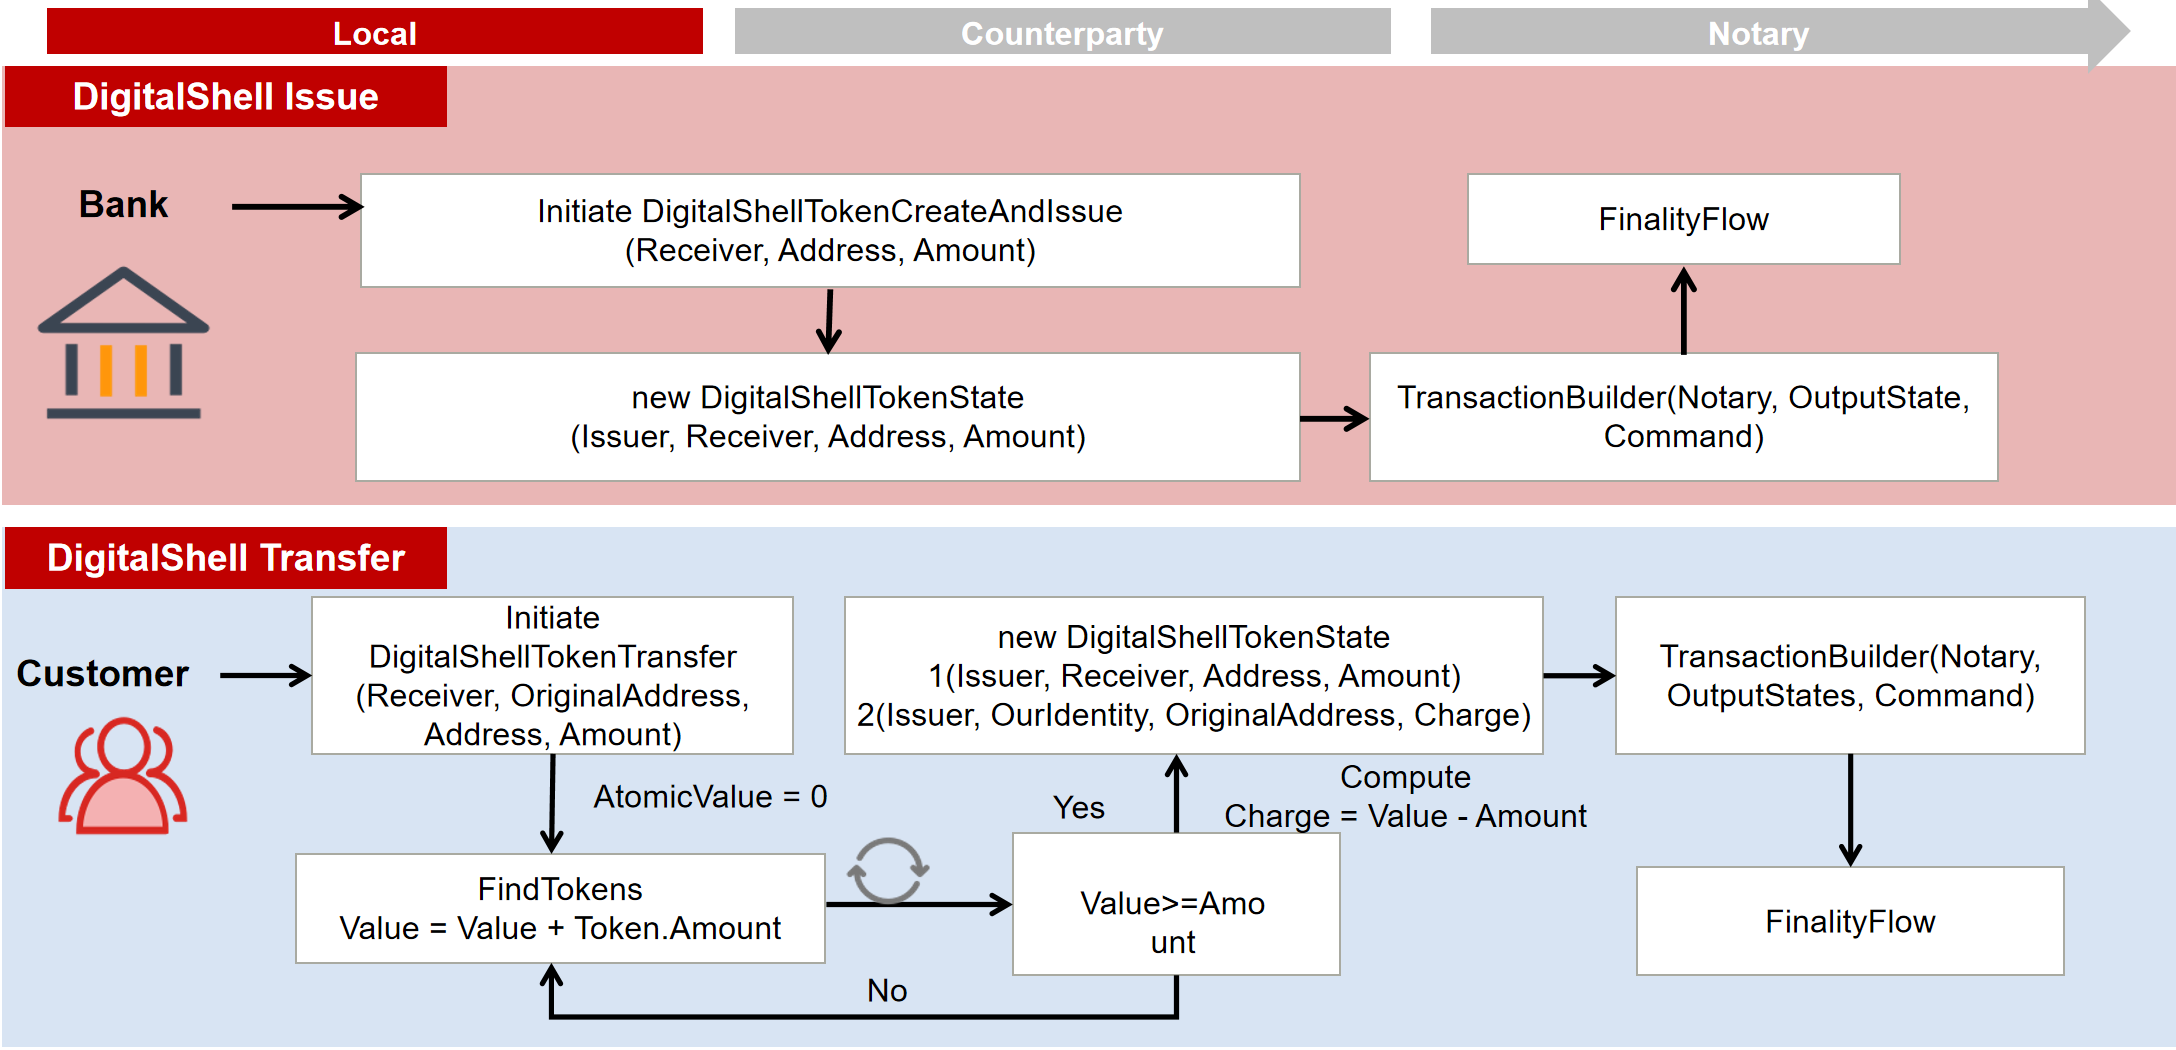 Local
Counterparty
Notary
DigitalShell Issue
Bank
Initiate DigitalShellTokenCreateAndIssue
(Receiver, Address, Amount)
FinalityFlow
new DigitalShellTokenState
(Issuer, Receiver, Address, Amount)
TransactionBuilder(Notary, OutputState,
Command)
DigitalShell Transfer
Customer
Initiate
DigitalShellTokenTransfer
(Receiver, OriginalAddress,
Address, Amount)
new DigitalShellTokenState
1(Issuer, Receiver, Address, Amount)
2(Issuer, OurIdentity, OriginalAddress, Charge)
TransactionBuilder(Notary,
OutputStates, Command)
AtomicValue = 0
Yes
Compute
Charge = Value - Amount
FindTokens
Value = Value + Token.Amount
Value>=Amo
unt
No
FinalityFlow